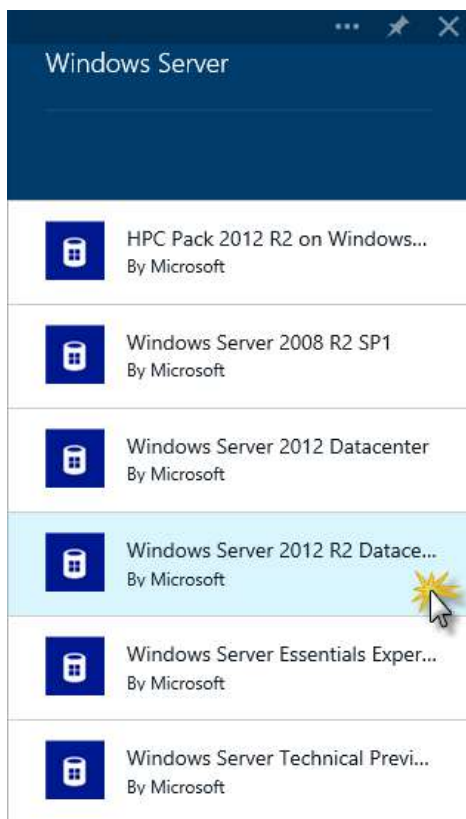 Windows Server
HPC Pack 2012 R2 on Windows...
By Microsoft
Windows Server 2008 R2 SP1
By Microsoft
Windows Server 2012 Datacenter
By Microsoft
Windows Server 2012 R2 Datace...
By Microsoft
Windows Server Essentials Exper...
By Microsoft
Windows Server Technical Previ...
By Microsoft